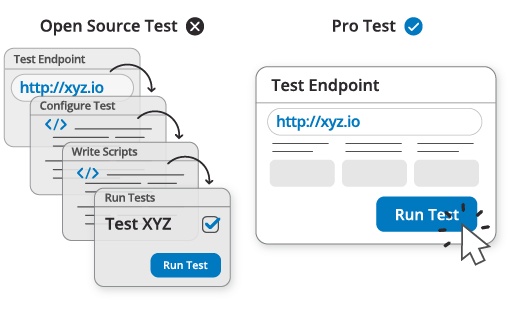 Open Source Test
Test Endpoint
http://xyz.io
Configure Test
</>
Write Scripts
</>
Run Tests
Test XYZ
Run Test
Pro Test
Test Endpoint
http://xyz.io
Run Test